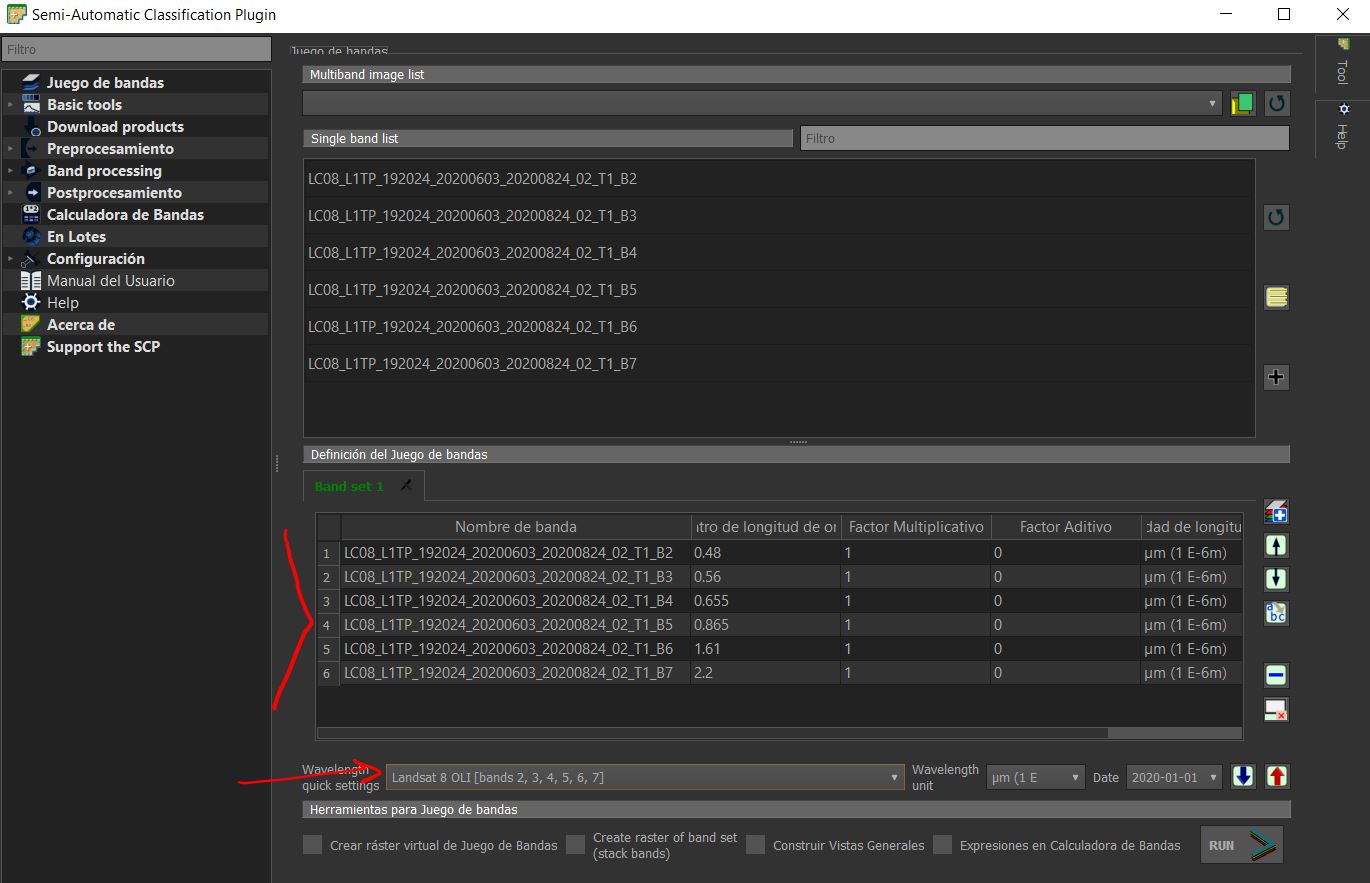 Semi-Automatic Classification Plugin
Filtro
Juego de bandas
Basic tools
Download products
Preprocesamiento
Band processing
Postprocesamiento
Calculadora de Bandas
En Lotes
Configuración
Manual del Usuario
Help
Acerca de
Support the SCP
Juego de bandas
Multiband image list
Single band list
Filtro
LC08_L1TP_192024_20200603_20200824_02_T1_B2
LC08_L1TP_192024_20200603_20200824_02_T1_B3
LC08_L1TP_192024_20200603_20200824_02_T1_B4
LC08_L1TP_192024_20200603_20200824_02_T1_B5
LC08_L1TP_192024_20200603_20200824_02_T1_B6
LC08_L1TP_192024_20200603_20200824_02_T1_B7
Definición del Juego de bandas
Band set 1
Nombre de banda tro de longitud de or Factor Multiplicativo Factor Aditivo dad de longitu
1 LC08_L1TP_192024_20200603_20200824_02_T1_B2 0.48 1 0 µm (1 E-6m)
2 LC08_L1TP_192024_20200603_20200824_02_T1_B3 0.56 1 0 µm (1 E-6m)
3 LC08_L1TP_192024_20200603_20200824_02_T1_B4 0.655 1 0 µm (1 E-6m)
4 LC08_L1TP_192024_20200603_20200824_02_T1_B5 0.865 1 0 µm (1 E-6m)
5 LC08_L1TP_192024_20200603_20200824_02_T1_B6 1.61 1 0 µm (1 E-6m)
6 LC08_L1TP_192024_20200603_20200824_02_T1_B7 2.2 1 0 µm (1 E-6m)
abc
Wavelength
quick settings
Landsat 8 OLI [bands 2, 3, 4, 5, 6, 7]
Wavelength
unit
µm (1 E
Date
2020-01-01
Herramientas para Juego de bandas
Crear ráster virtual de Juego de Bandas
Create raster of band set
(stack bands)
Construir Vistas Generales
Expresiones en Calculadora de Bandas
RUN
Tool
Help